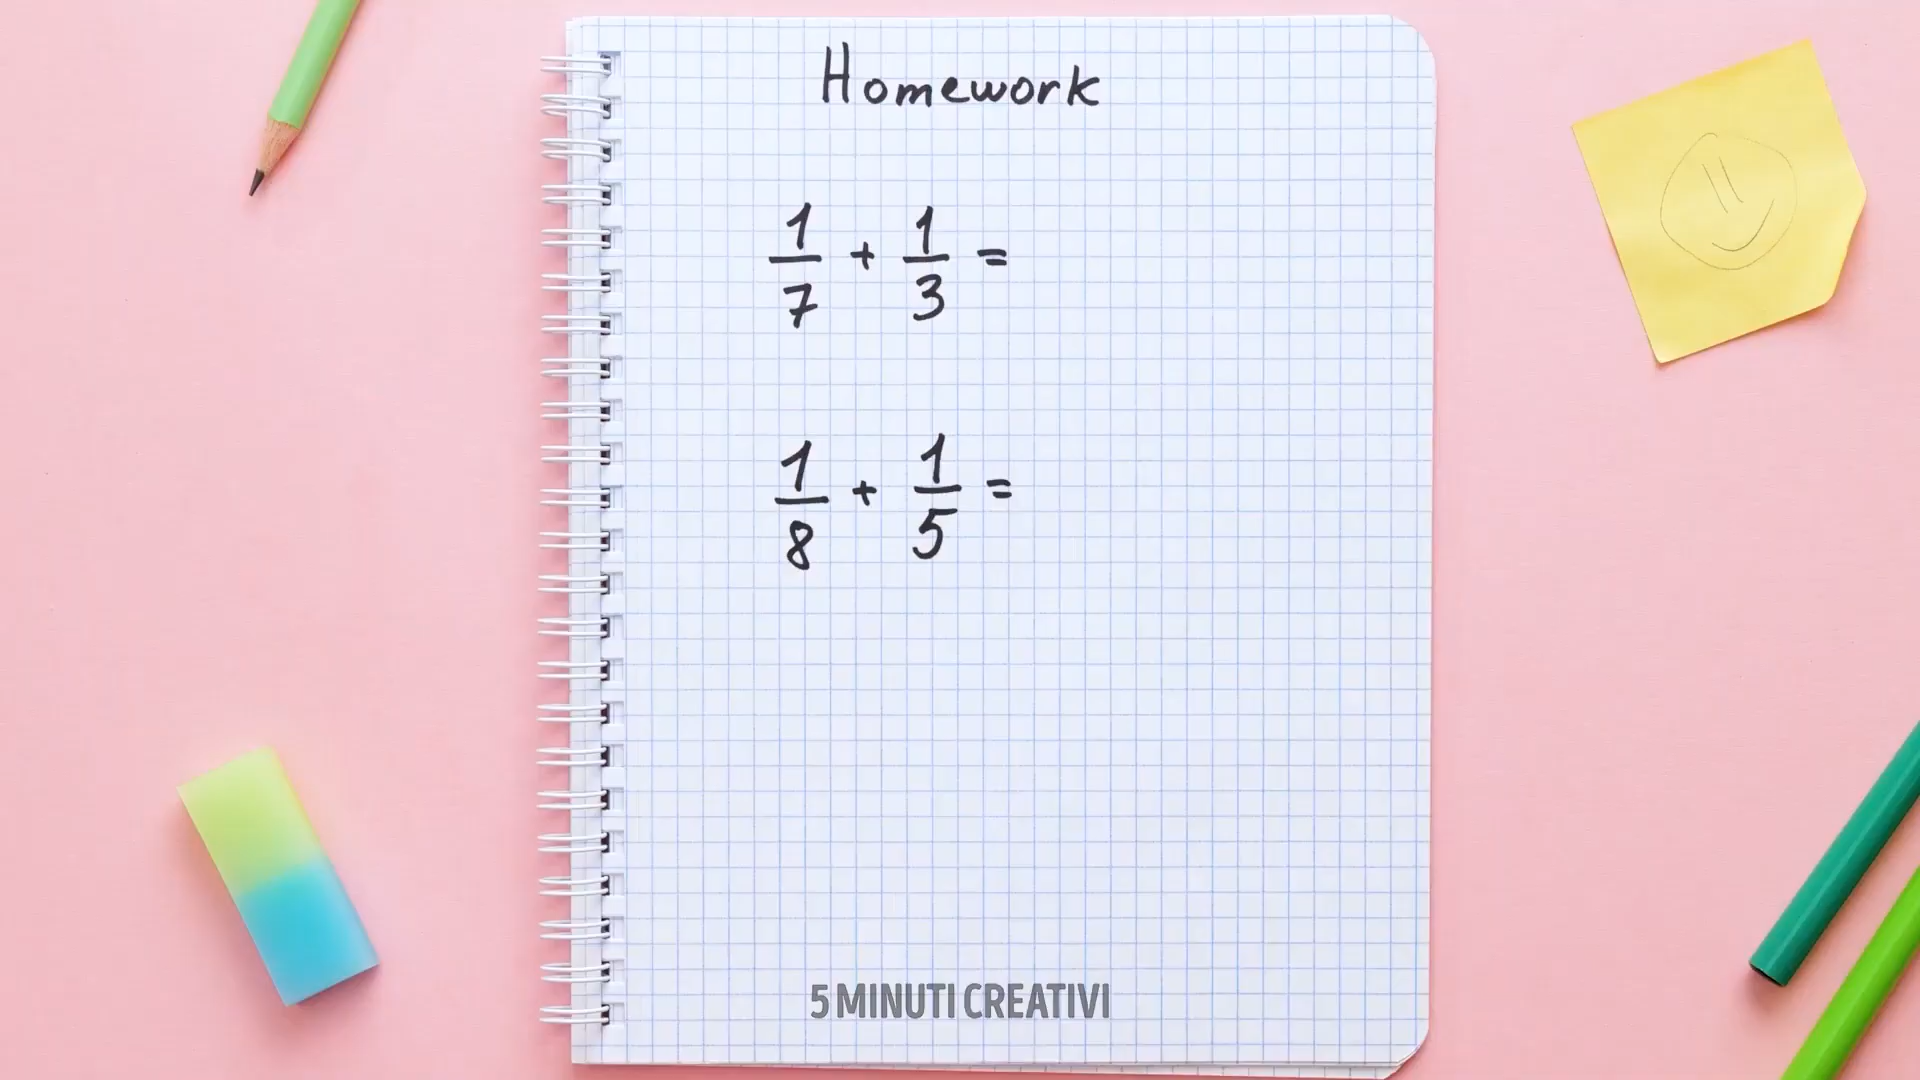 Homework
1/7 + 1/3 =
1/8 + 1/5 =
5 MINUTI CREATIVI